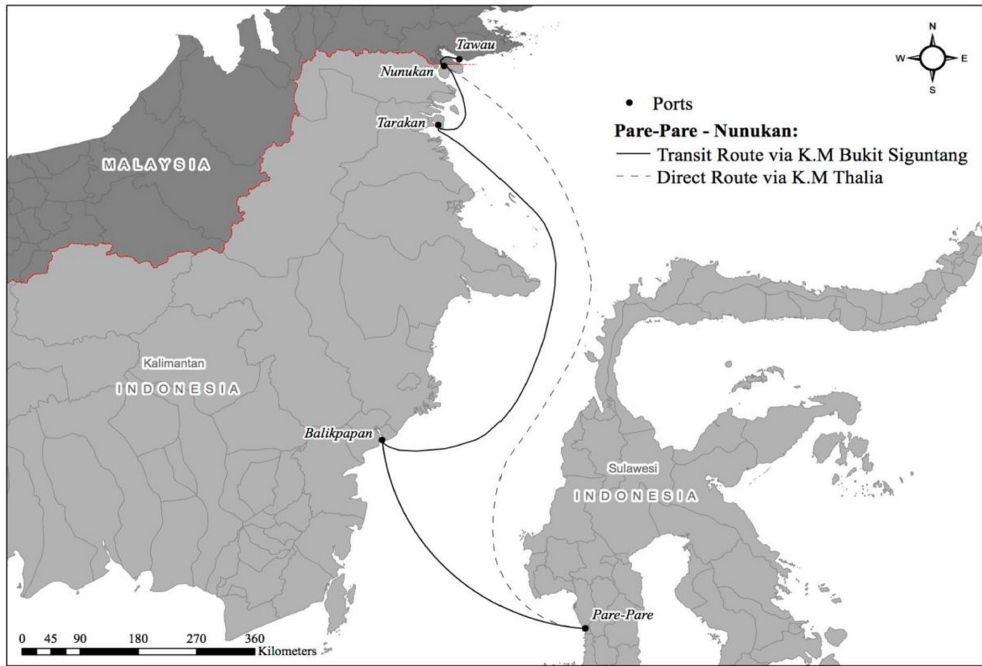 Tawau
N
Nunukan
W
E
S
Ports
Tarakan
Pare-Pare - Nunukan:
Transit Route via K.M Bukit Siguntang
MALAYSIA
Direct Route via K.M Thalia
Kalimantan
INDONESIA
Balikpapan
Sulawesi
INDONESIA
Pare-Pare
0 45 90 180 270 360
Kilometers